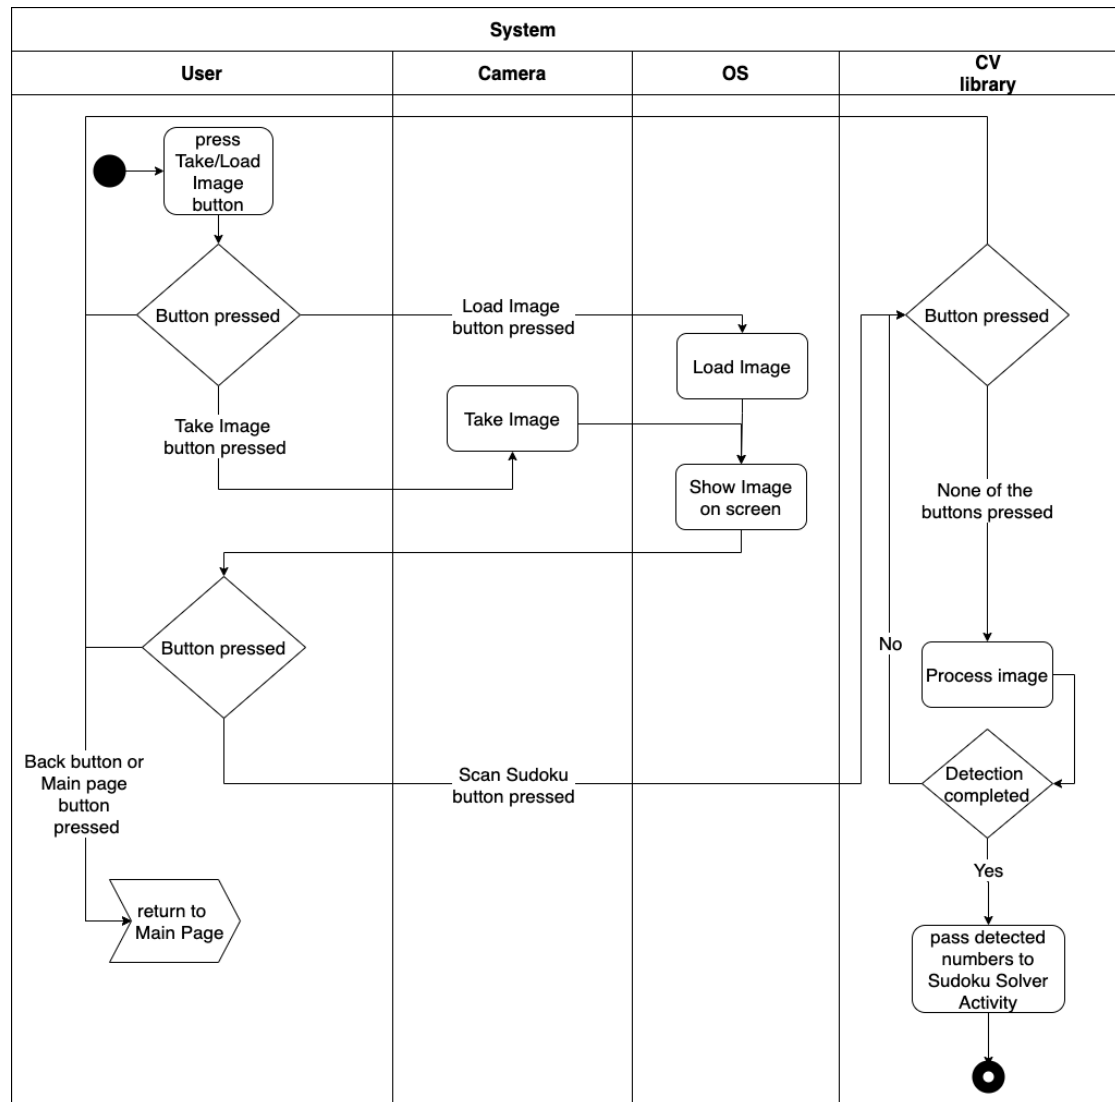 System
User
Camera
OS
CV
library
press
Take/Load
Image
button
Button pressed
Load Image
button pressed
Button pressed
Load Image
Take Image
Take Image
button pressed
Show Image
on screen
None of the
buttons pressed
Button pressed
No
Process image
Back button or
Main page
button
pressed
Scan Sudoku
button pressed
Detection
completed
Yes
return to
Main Page
pass detected
numbers to
Sudoku Solver
Activity